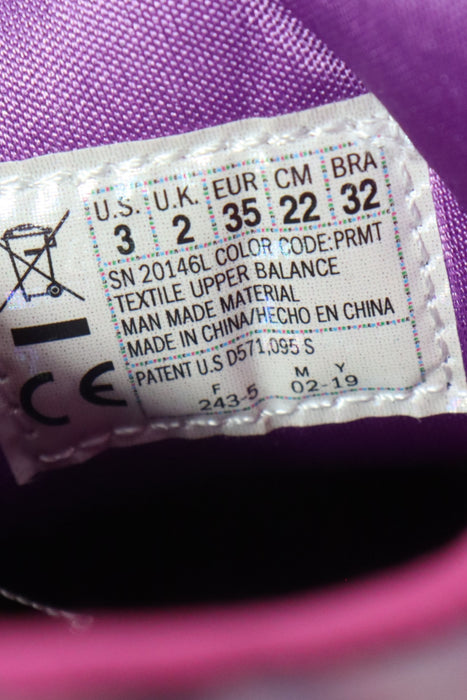 U.S. U.K. EUR CM BRA
3 2 35 22 32
SN 20146L COLOR CODE:PRMT
TEXTILE UPPER BALANCE
MAN MADE MATERIAL
MADE IN CHINA/HECHO EN CHINA
PATENT U.S D571,095 S
F M Y
243-5 02-19
CE